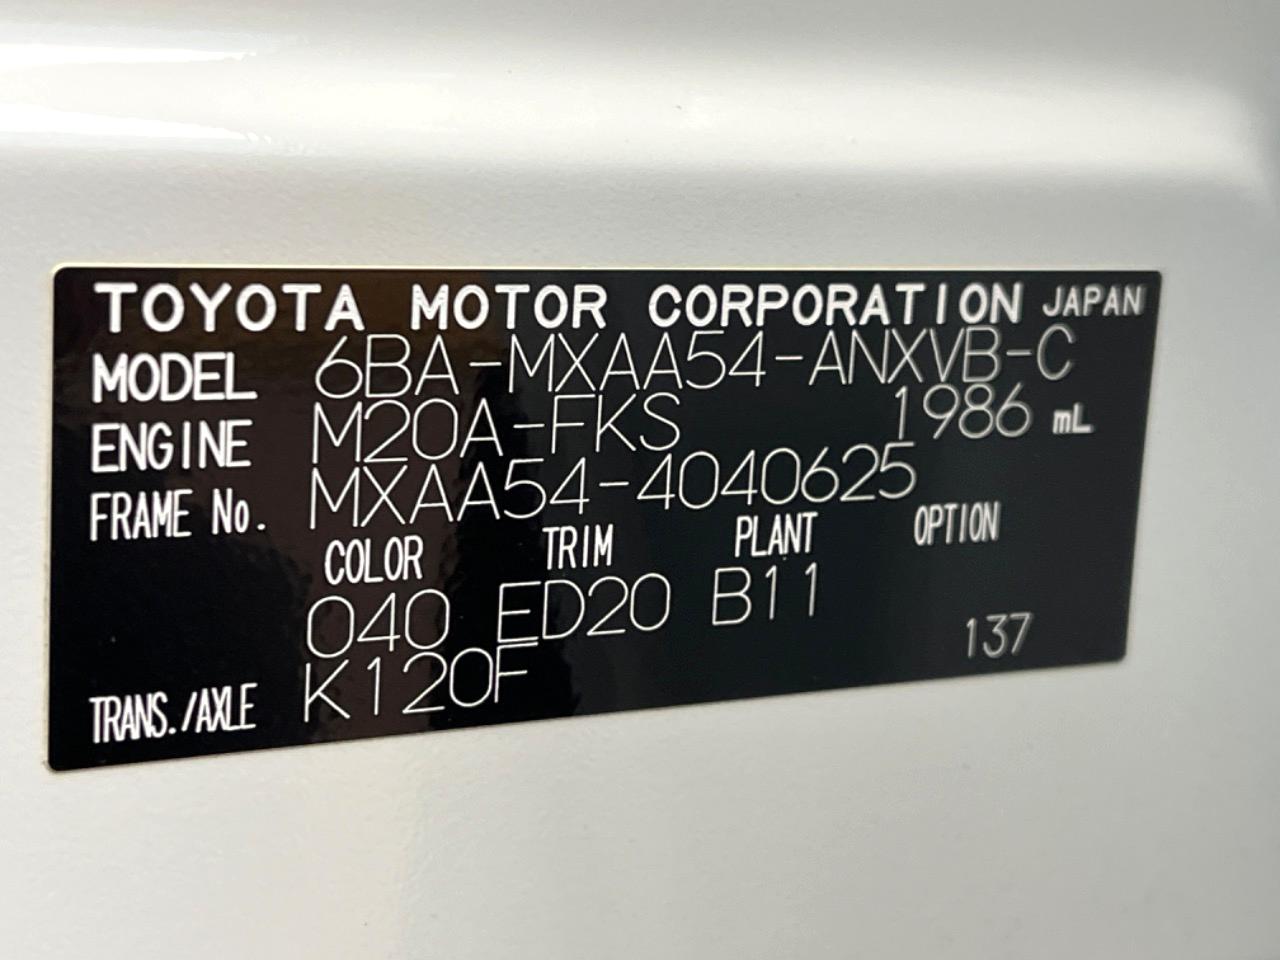 TOYOTA MOTOR CORPORATION JAPAN
MODEL 6BA-MXAA54-ANXVB-C
ENGINE M20A-FKS 1986 mL
FRAME No. MXAA54-4040625
COLOR TRIM PLANT OPTION
040 ED20 B11 137
TRANS./AXLE K120F